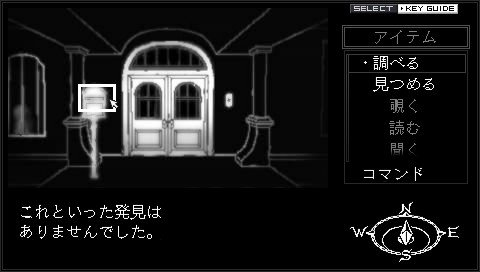 SELECT ▸KEY GUIDE
アイテム
・調べる
見つめる
覗く
読む
開く
コマンド
これといった発見は
ありませんでした。
N
W E
S